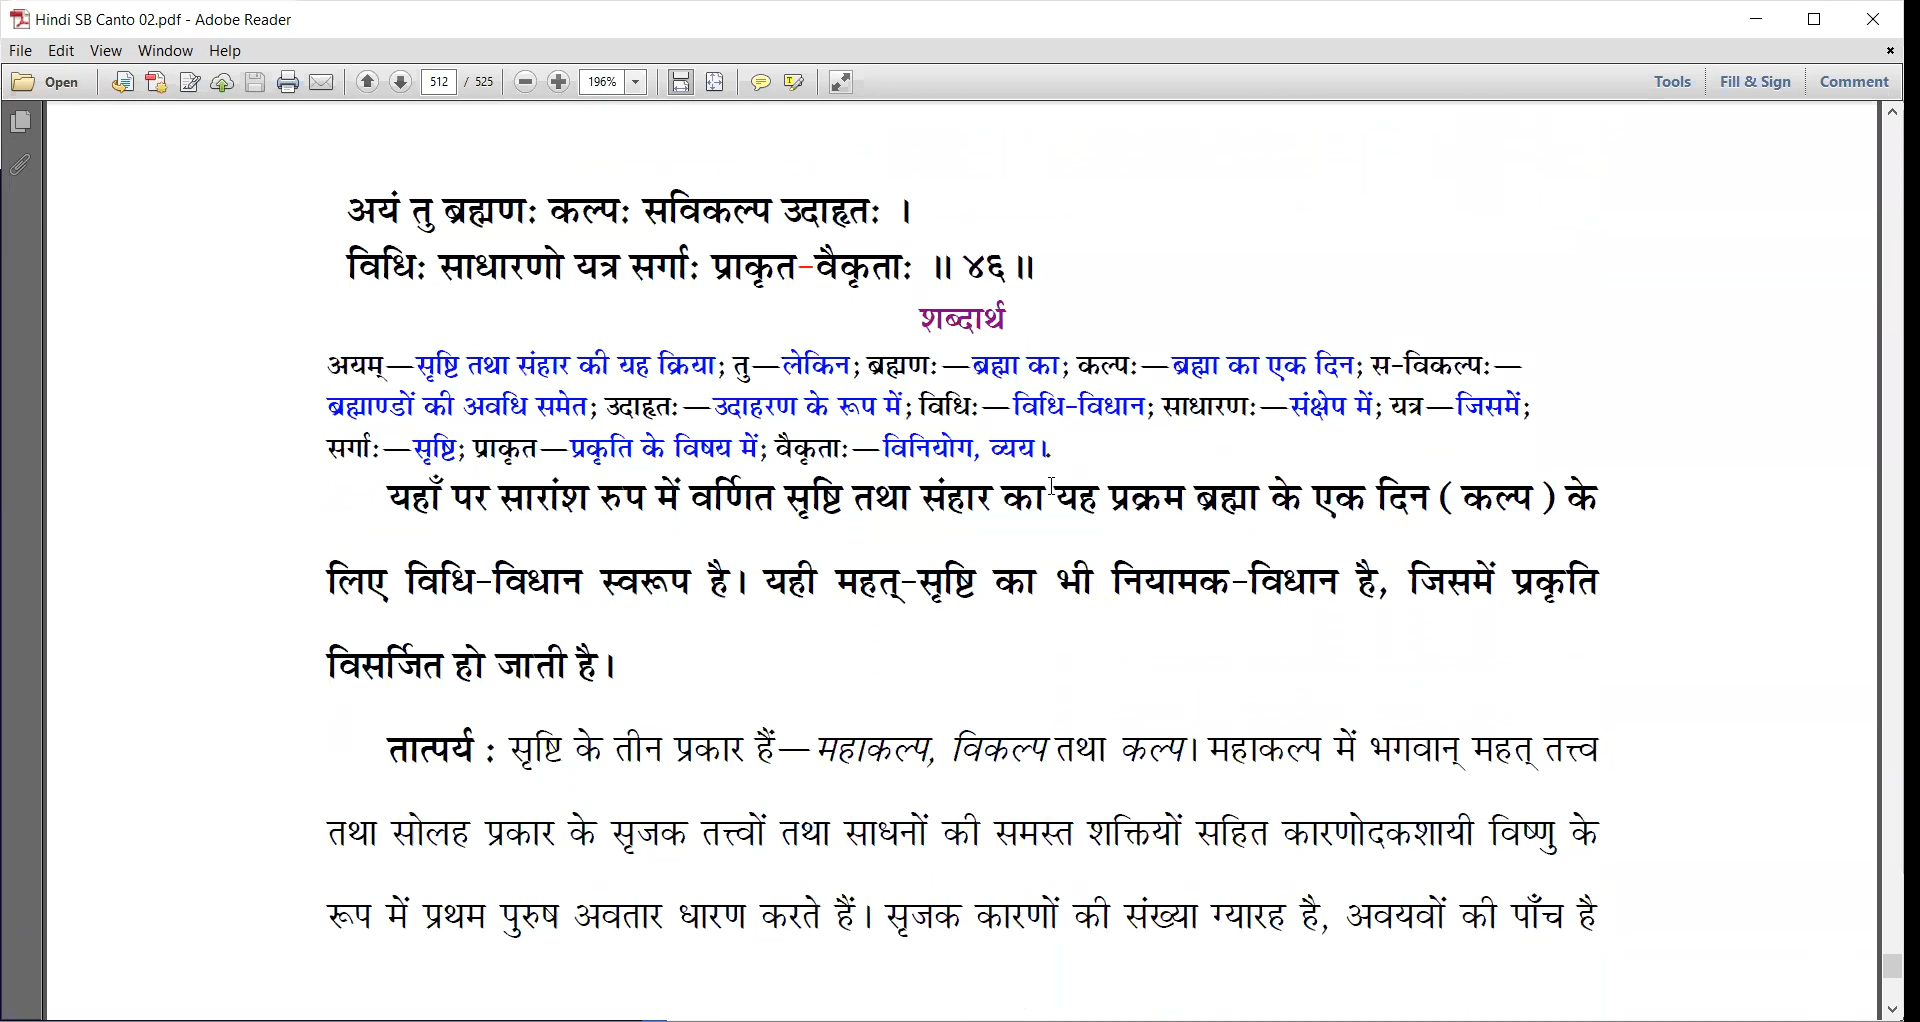 Hindi SB Canto 02.pdf - Adobe Reader
File Edit View Window Help
Open 512 / 525 196% Tools Fill & Sign Comment
अयं तु ब्रह्मणः कल्पः सविकल्प उदाहृतः ।
विधिः साधारणो यत्र सर्गाः प्राकृत-वैकृताः ॥ ४६॥
शब्दार्थ
अयम्—सृष्टि तथा संहार की यह क्रिया; तु—लेकिन; ब्रह्मणः—ब्रह्मा का; कल्पः—ब्रह्मा का एक दिन; स-विकल्पः—
ब्रह्माण्डों की अवधि समेत; उदाहृतः—उदाहरण के रूप में; विधिः—विधि-विधान; साधारणः—संक्षेप में; यत्र—जिसमें;
सर्गाः—सृष्टि; प्राकृत—प्रकृति के विषय में; वैकृताः—विनियोग, व्यय।.
यहाँ पर सारांश रुप में वर्णित सृष्टि तथा संहार का यह प्रक्रम ब्रह्मा के एक दिन ( कल्प ) के
लिए विधि-विधान स्वरूप है। यही महत्-सृष्टि का भी नियामक-विधान है, जिसमें प्रकृति
विसर्जित हो जाती है।
तात्पर्य : सृष्टि के तीन प्रकार हैं—महाकल्प, विकल्प तथा कल्प। महाकल्प में भगवान् महत् तत्त्व
तथा सोलह प्रकार के सृजक तत्त्वों तथा साधनों की समस्त शक्तियों सहित कारणोदकशायी विष्णु के
रूप में प्रथम पुरुष अवतार धारण करते हैं। सृजक कारणों की संख्या ग्यारह है, अवयवों की पाँच है